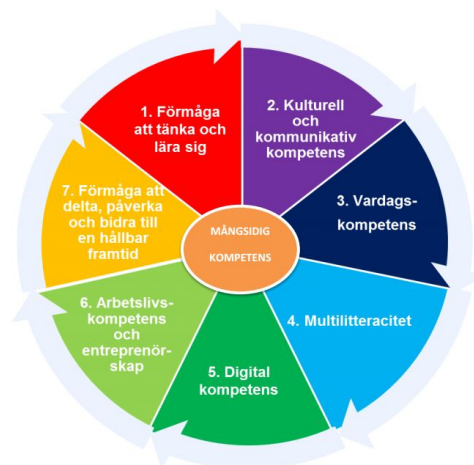 1. Förmåga
att tänka och
lära sig
2. Kulturell
och
kommunikativ
kompetens
3. Vardags-
kompetens
4. Multilitteracitet
5. Digital
kompetens
6. Arbetslivs-
kompetens
och
entreprenör-
skap
7. Förmåga att
delta, påverka
och bidra till
en hållbar
framtid
MÅNGSIDIG
KOMPETENS